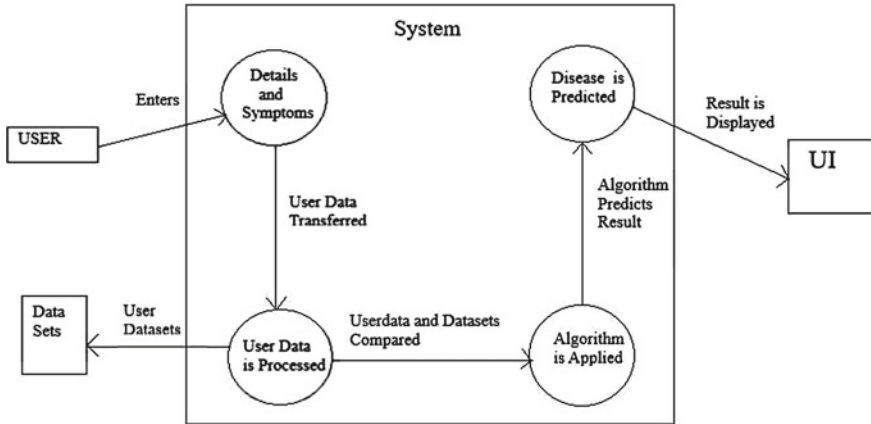 System
Details
and
Symptoms
Disease is
Predicted
Enters
Result is
Displayed
USER
UI
User Data
Transferred
Algorithm
Predicts
Result
Data
Sets
User
Datasets
User Data
is Processed
Userdata and Datasets
Compared
Algorithm
is Applied